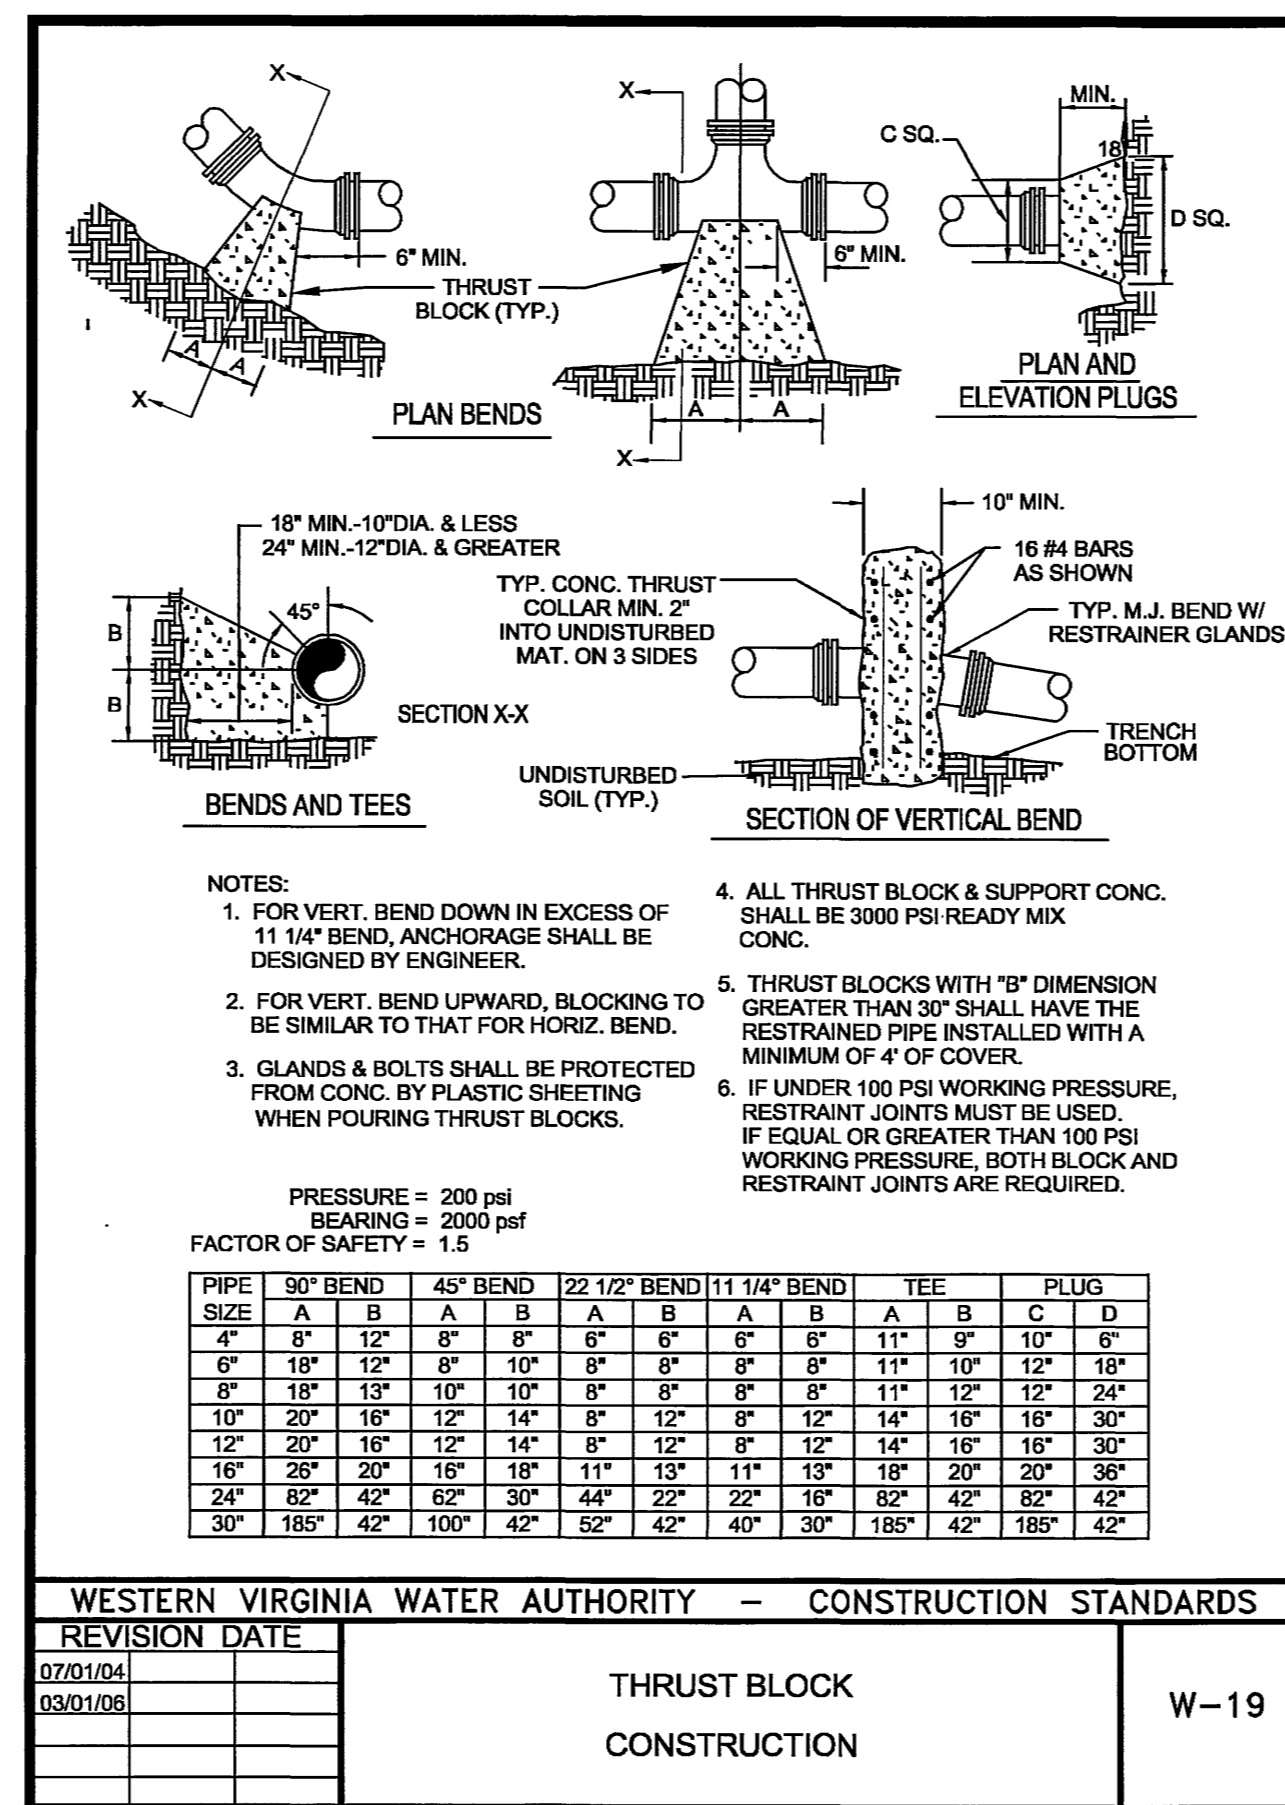 X
X
MIN.
C SQ.
18"
D SQ.
6" MIN.
6" MIN.
THRUST
BLOCK (TYP.)
A
A
X
PLAN BENDS
A
A
X
PLAN AND
ELEVATION PLUGS
18" MIN.-10"DIA. & LESS
24" MIN.-12"DIA. & GREATER
45°
B
B
SECTION X-X
BENDS AND TEES
10" MIN.
16 #4 BARS
AS SHOWN
TYP. CONC. THRUST
COLLAR MIN. 2"
INTO UNDISTURBED
MAT. ON 3 SIDES
TYP. M.J. BEND W/
RESTRAINER GLANDS
TRENCH
BOTTOM
UNDISTURBED
SOIL (TYP.)
SECTION OF VERTICAL BEND
NOTES:
1. FOR VERT. BEND DOWN IN EXCESS OF
11 1/4" BEND, ANCHORAGE SHALL BE
DESIGNED BY ENGINEER.
2. FOR VERT. BEND UPWARD, BLOCKING TO
BE SIMILAR TO THAT FOR HORIZ. BEND.
3. GLANDS & BOLTS SHALL BE PROTECTED
FROM CONC. BY PLASTIC SHEETING
WHEN POURING THRUST BLOCKS.
4. ALL THRUST BLOCK & SUPPORT CONC.
SHALL BE 3000 PSI READY MIX
CONC.
5. THRUST BLOCKS WITH "B" DIMENSION
GREATER THAN 30" SHALL HAVE THE
RESTRAINED PIPE INSTALLED WITH A
MINIMUM OF 4' OF COVER.
6. IF UNDER 100 PSI WORKING PRESSURE,
RESTRAINT JOINTS MUST BE USED.
IF EQUAL OR GREATER THAN 100 PSI
WORKING PRESSURE, BOTH BLOCK AND
RESTRAINT JOINTS ARE REQUIRED.
PRESSURE = 200 psi
BEARING = 2000 psf
FACTOR OF SAFETY = 1.5
PIPE 90° BEND 45° BEND 22 1/2° BEND 11 1/4° BEND TEE PLUG
SIZE A B A B A B A B A B C D
4" 8" 12" 8" 8" 6" 6" 6" 6" 11" 9" 10" 6"
6" 18" 12" 8" 10" 8" 8" 8" 8" 11" 10" 12" 18"
8" 18" 13" 10" 10" 8" 8" 8" 8" 11" 12" 12" 24"
10" 20" 16" 12" 14" 8" 12" 8" 12" 14" 16" 16" 30"
12" 20" 16" 12" 14" 8" 12" 8" 12" 14" 16" 16" 30"
16" 26" 20" 16" 18" 11" 13" 11" 13" 18" 20" 20" 36"
24" 82" 42" 62" 30" 44" 22" 22" 16" 82" 42" 82" 42"
30" 185" 42" 100" 42" 52" 42" 40" 30" 185" 42" 185" 42"
WESTERN VIRGINIA WATER AUTHORITY – CONSTRUCTION STANDARDS
REVISION DATE
07/01/04
03/01/06
THRUST BLOCK
CONSTRUCTION
W-19